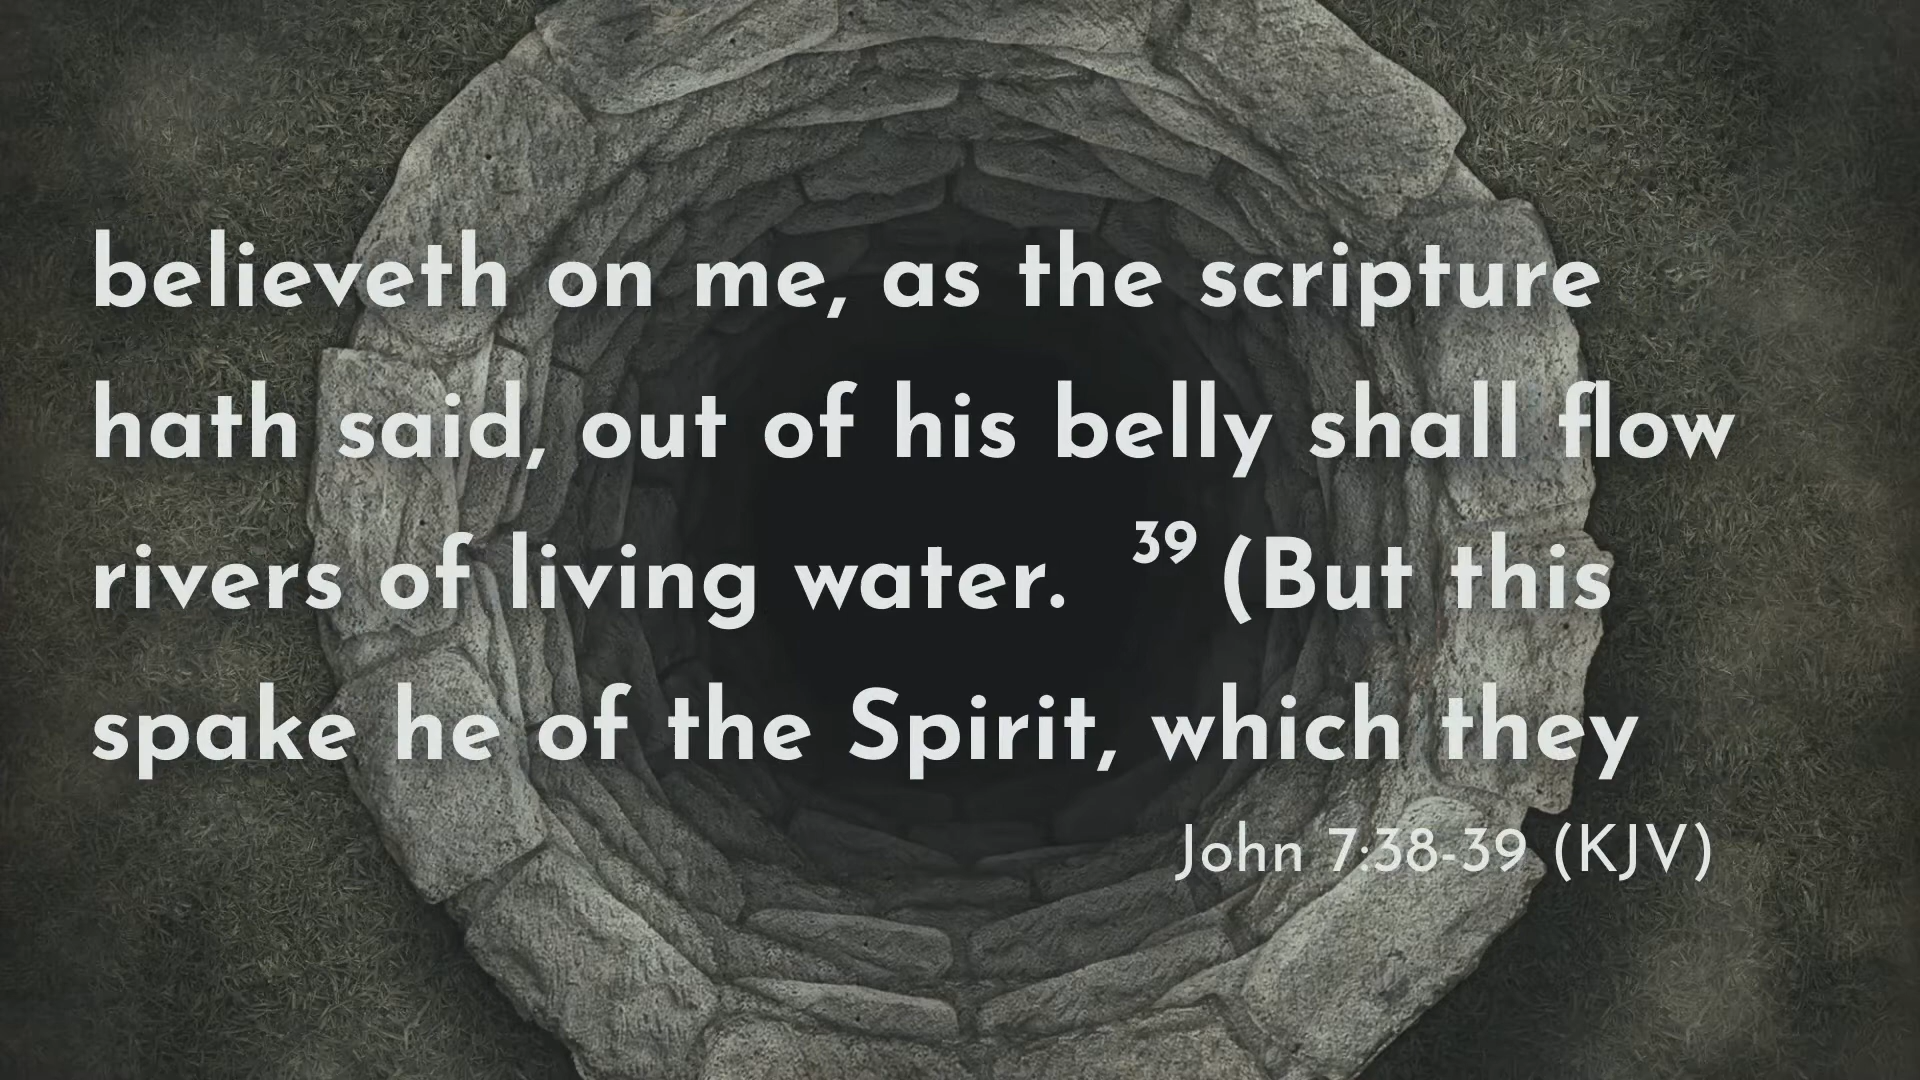 believeth on me, as the scripture
hath said, out of his belly shall flow
rivers of living water. 39 (But this
spake he of the Spirit, which they
John 7:38-39 (KJV)